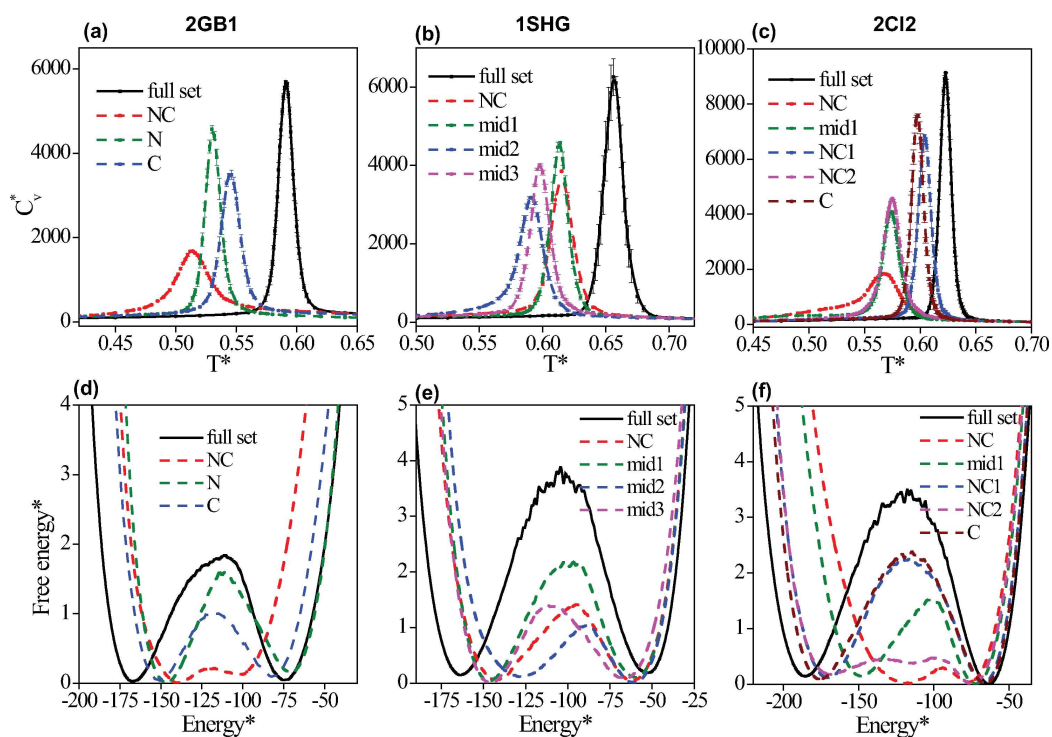 2GB1
1SHG
2CI2
(a)
(b)
(c)
6000
4000
2000
0
C*v
full set
NC
N
C
0.45
0.50
0.55
0.60
0.65
T*
6000
4000
2000
0
full set
NC
mid1
mid2
mid3
0.60
0.65
0.70
T*
10000
8000
6000
4000
2000
0
full set
NC
mid1
NC1
NC2
C
0.45
0.50
0.55
0.60
0.65
0.70
T*
(d)
(e)
(f)
4
3
2
1
0
Free energy*
full set
NC
N
C
-200
-175
-150
-125
-100
-75
-50
-25
Energy*
5
4
3
2
1
0
full set
NC
mid1
mid2
mid3
-175
-150
-125
-100
-75
-50
-25
Energy*
5
4
3
2
1
0
full set
NC
mid1
NC1
NC2
C
-200
-150
-100
-50
Energy*